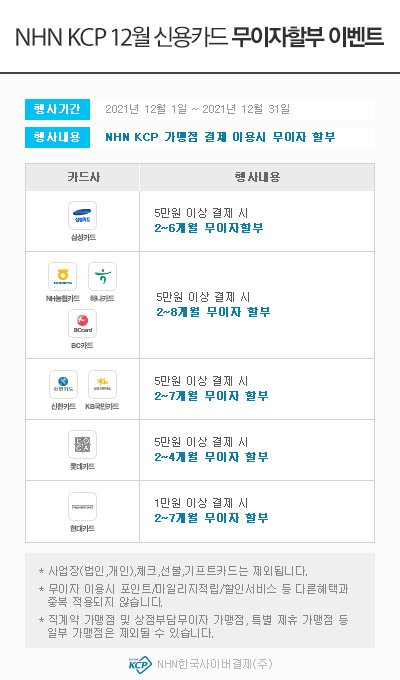 NHN KCP 12월 신용카드 무이자할부 이벤트
행사기간 2021년 12월 1일 ~ 2021년 12월 31일
행사내용 NHN KCP 가맹점 결제 이용시 무이자 할부
카드사 행사내용
삼성카드
삼성카드
5만원 이상 결제 시
2~6개월 무이자할부
NH농협카드 하나카드
BCcard
BC카드
5만원 이상 결제 시
2~8개월 무이자 할부
신한카드
신한카드 KB국민카드
5만원 이상 결제 시
2~7개월 무이자 할부
LOCA
롯데카드
5만원 이상 결제 시
2~4개월 무이자 할부
현대카드
1만원 이상 결제 시
2~7개월 무이자 할부
* 사업장(법인,개인),체크,선불,기프트카드는 제외됩니다.
* 무이자 이용시 포인트/마일리지적립/할인서비스 등 다른혜택과
중복 적용되지 않습니다.
* 직계약 가맹점 및 상점부담무이자 가맹점, 특별 제휴 가맹점 등
일부 가맹점은 제외될 수 있습니다.
NHN KCP NHN한국사이버결제(주)